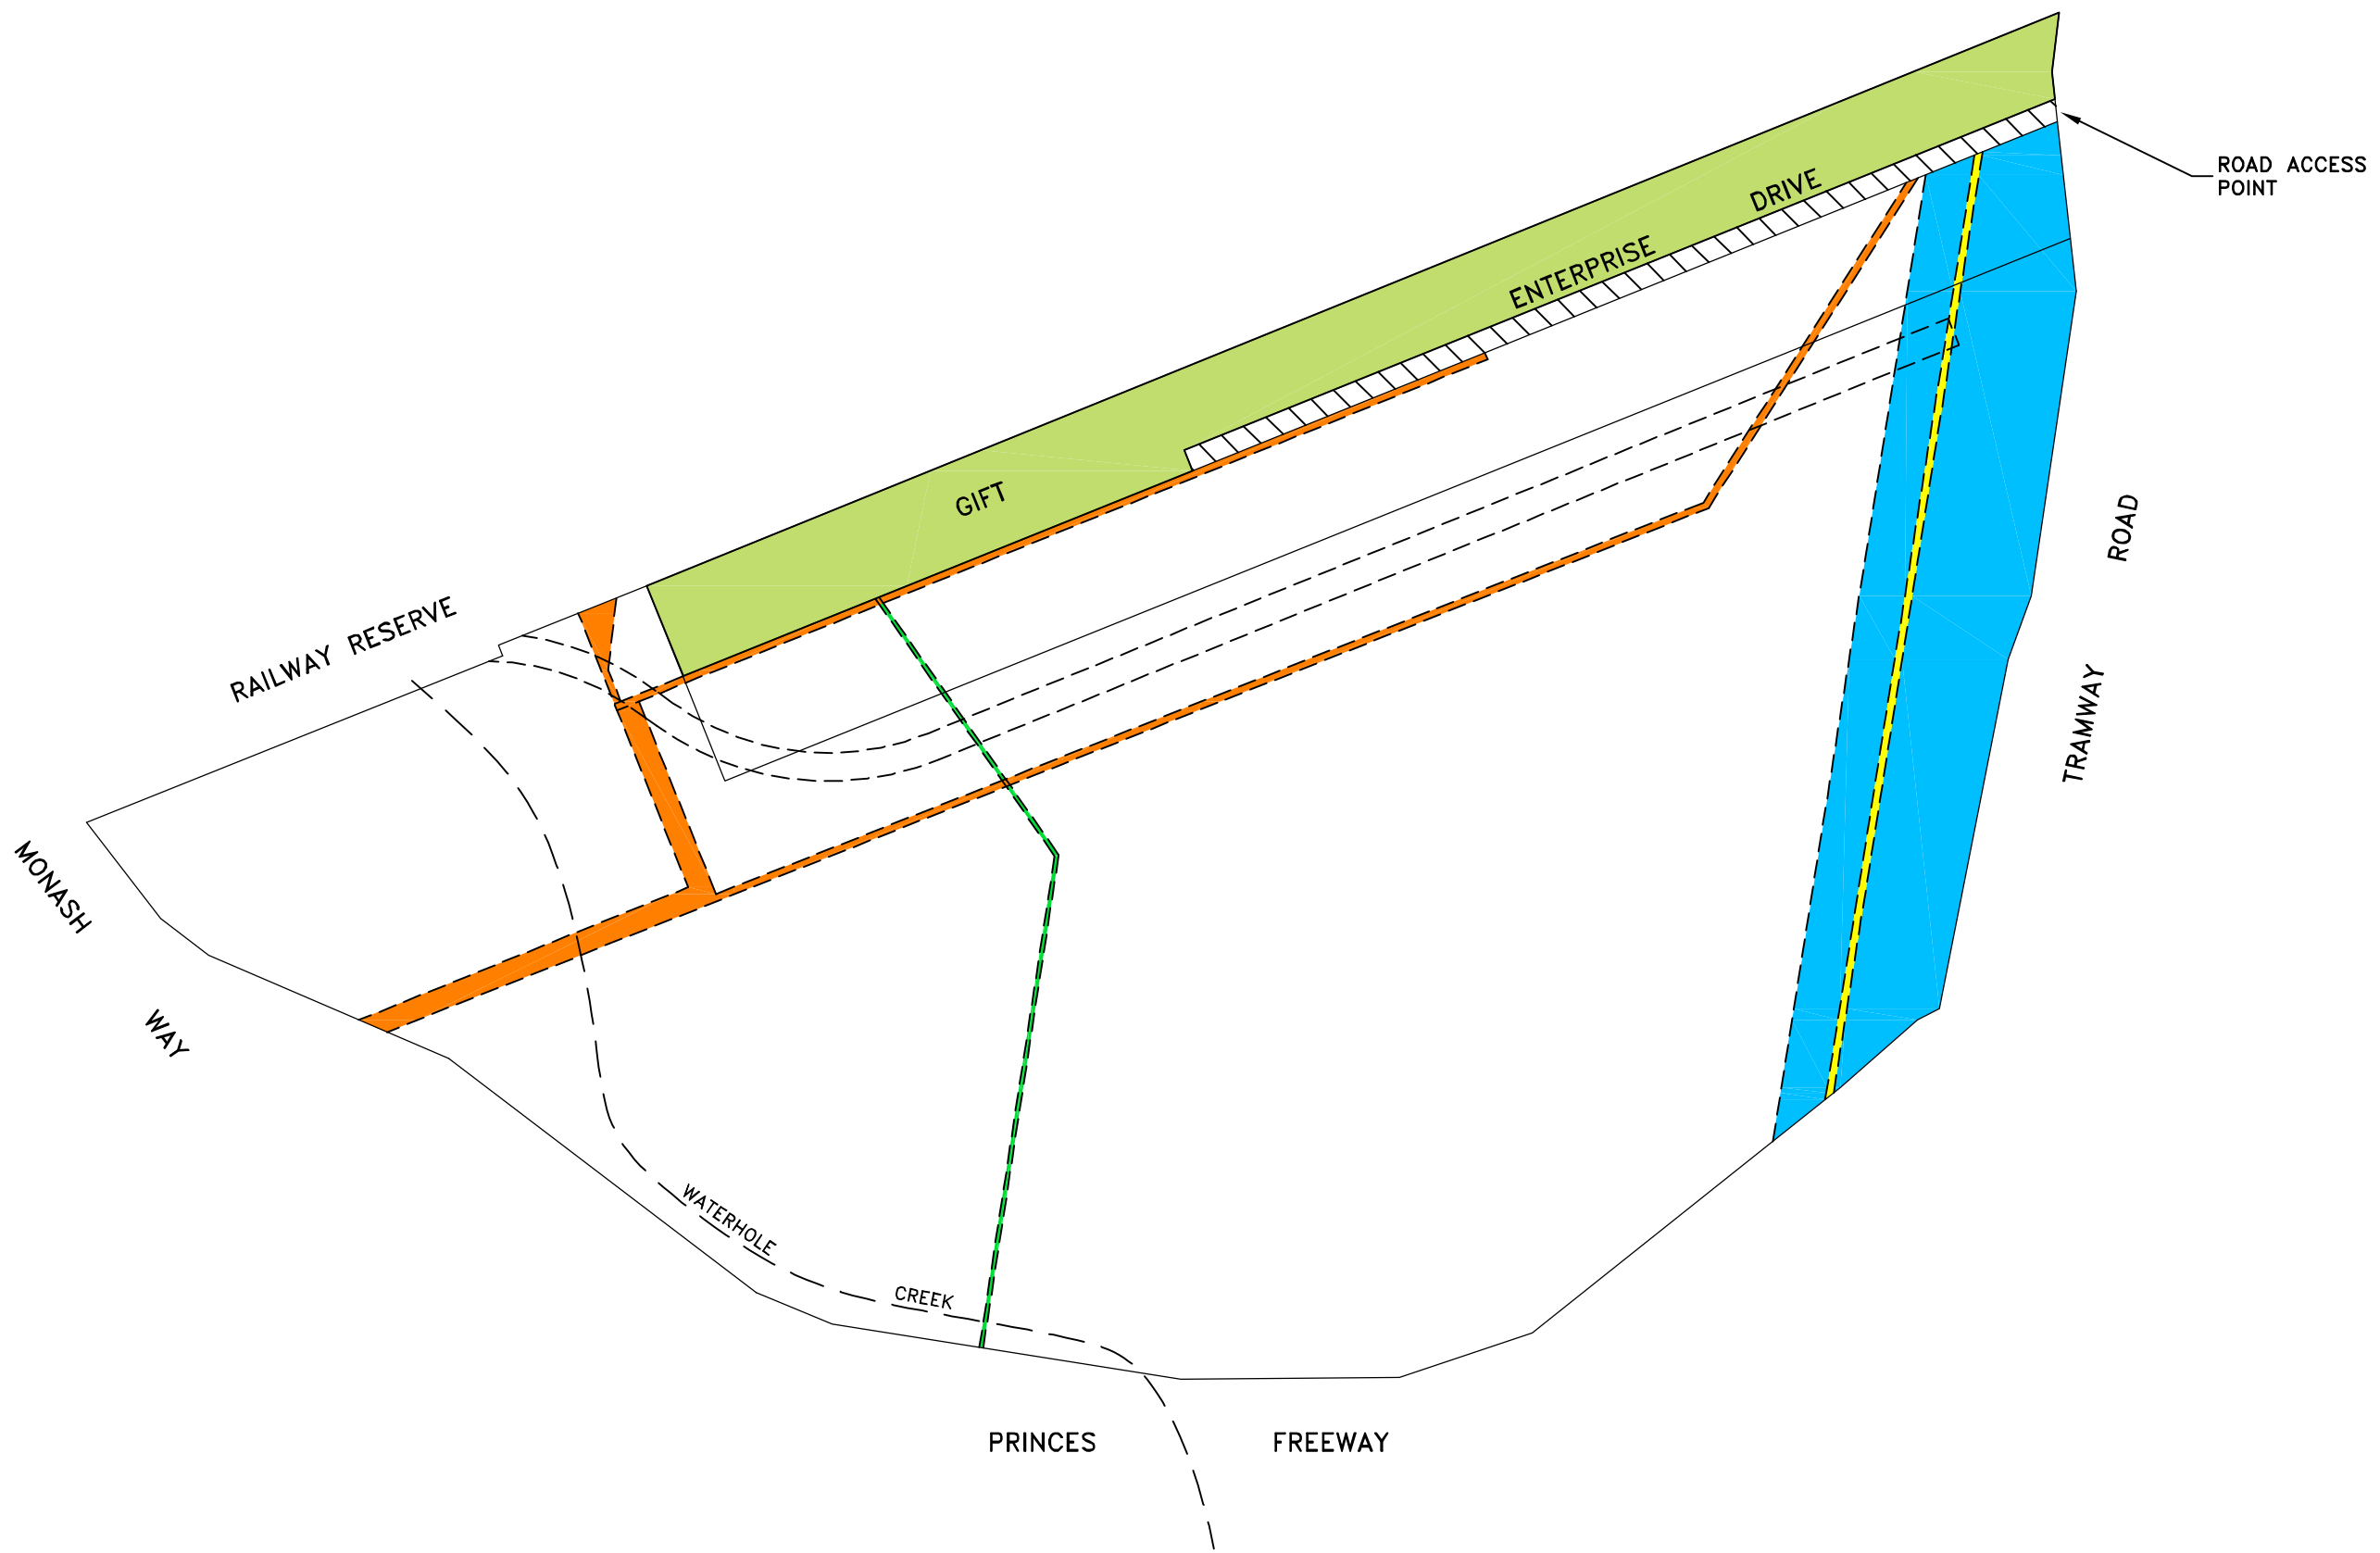 ROAD ACCESS
POINT
DRIVE
ENTERPRISE
GIFT
RAILWAY RESERVE
ROAD
TRAMWAY
MONASH
WAY
WATERHOLE
CREEK
PRINCES FREEWAY